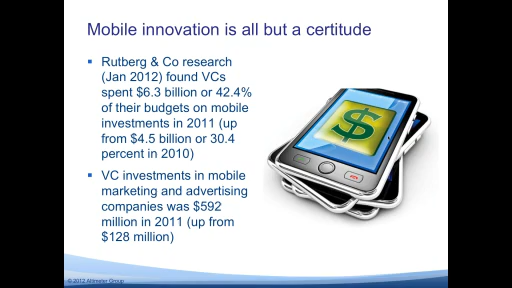 Mobile innovation is all but a certitude
Rutberg & Co research
(Jan 2012) found VCs
spent $6.3 billion or 42.4%
of their budgets on mobile
investments in 2011 (up
from $4.5 billion or 30.4
percent in 2010)
VC investments in mobile
marketing and advertising
companies was $592
million in 2011 (up from
$128 million)
$
© 2012 Altimeter Group